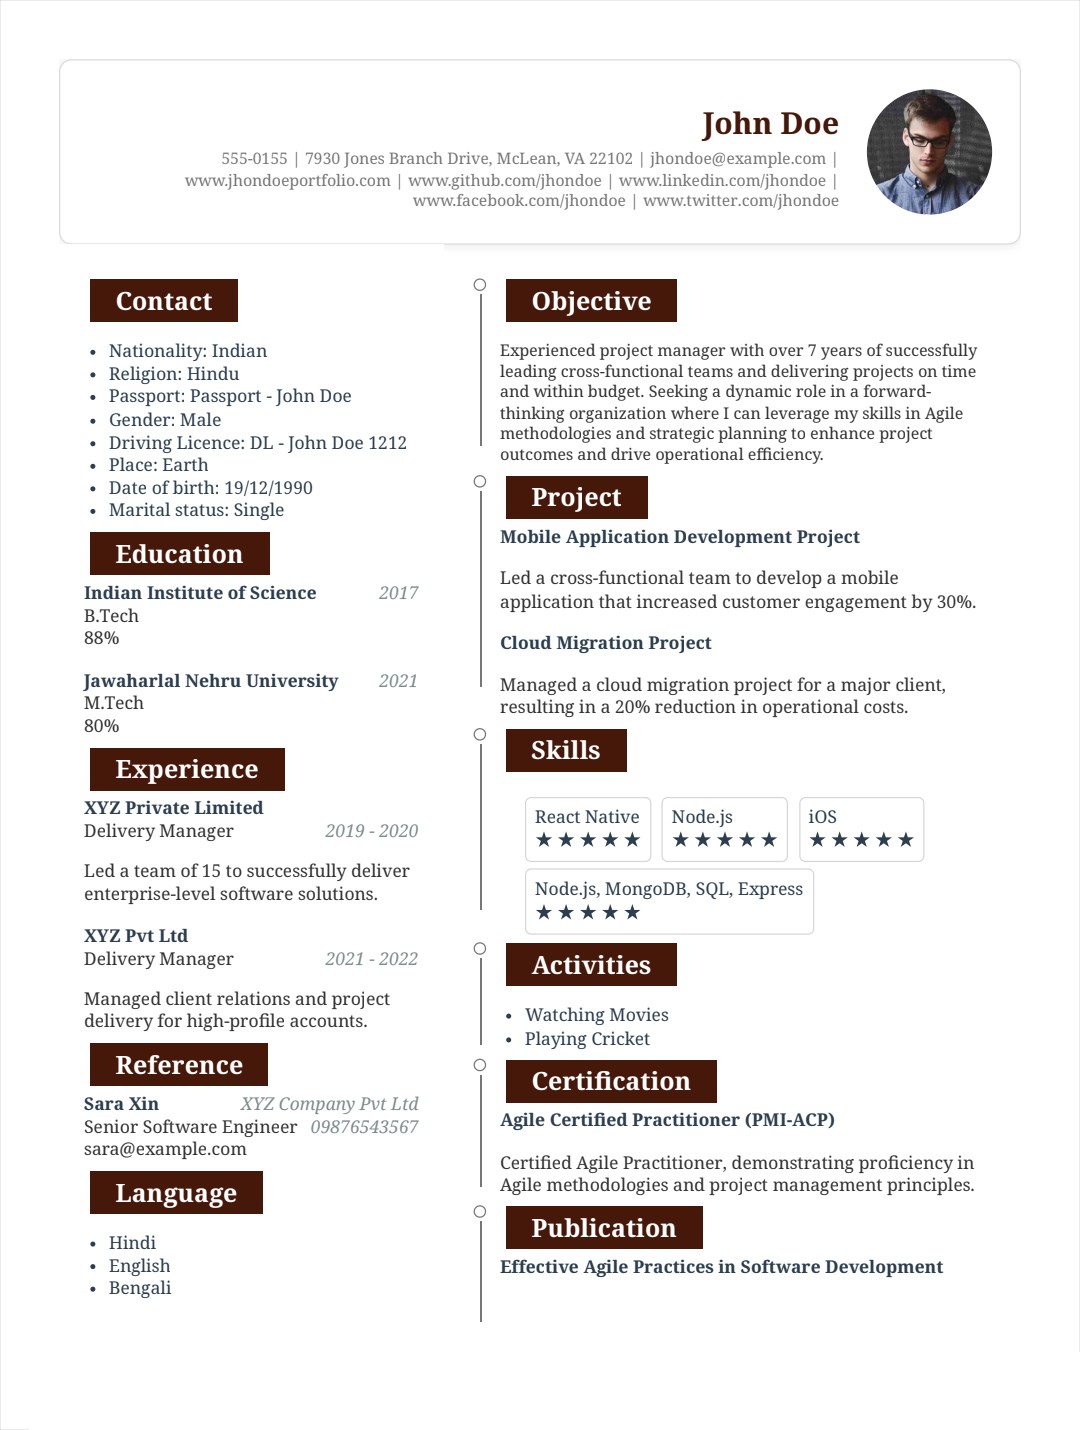 John Doe
555-0155 | 7930 Jones Branch Drive, McLean, VA 22102 | jhondoe@example.com |
www.jhondoeportfolio.com | www.github.com/jhondoe | www.linkedin.com/jhondoe |
www.facebook.com/jhondoe | www.twitter.com/jhondoe
Contact
• Nationality: Indian
• Religion: Hindu
• Passport: Passport - John Doe
• Gender: Male
• Driving Licence: DL - John Doe 1212
• Place: Earth
• Date of birth: 19/12/1990
• Marital status: Single
Education
Indian Institute of Science 2017
B.Tech
88%
Jawaharlal Nehru University 2021
M.Tech
80%
Experience
XYZ Private Limited
Delivery Manager 2019 - 2020
Led a team of 15 to successfully deliver
enterprise-level software solutions.
XYZ Pvt Ltd
Delivery Manager 2021 - 2022
Managed client relations and project
delivery for high-profile accounts.
Reference
Sara Xin XYZ Company Pvt Ltd
Senior Software Engineer 09876543567
sara@example.com
Language
• Hindi
• English
• Bengali
Objective
Experienced project manager with over 7 years of successfully
leading cross-functional teams and delivering projects on time
and within budget. Seeking a dynamic role in a forward-
thinking organization where I can leverage my skills in Agile
methodologies and strategic planning to enhance project
outcomes and drive operational efficiency.
Project
Mobile Application Development Project
Led a cross-functional team to develop a mobile
application that increased customer engagement by 30%.
Cloud Migration Project
Managed a cloud migration project for a major client,
resulting in a 20% reduction in operational costs.
Skills
React Native
★★★★★
Node.js
★★★★★
iOS
★★★★★
Node.js, MongoDB, SQL, Express
★★★★★
Activities
• Watching Movies
• Playing Cricket
Certification
Agile Certified Practitioner (PMI-ACP)
Certified Agile Practitioner, demonstrating proficiency in
Agile methodologies and project management principles.
Publication
Effective Agile Practices in Software Development